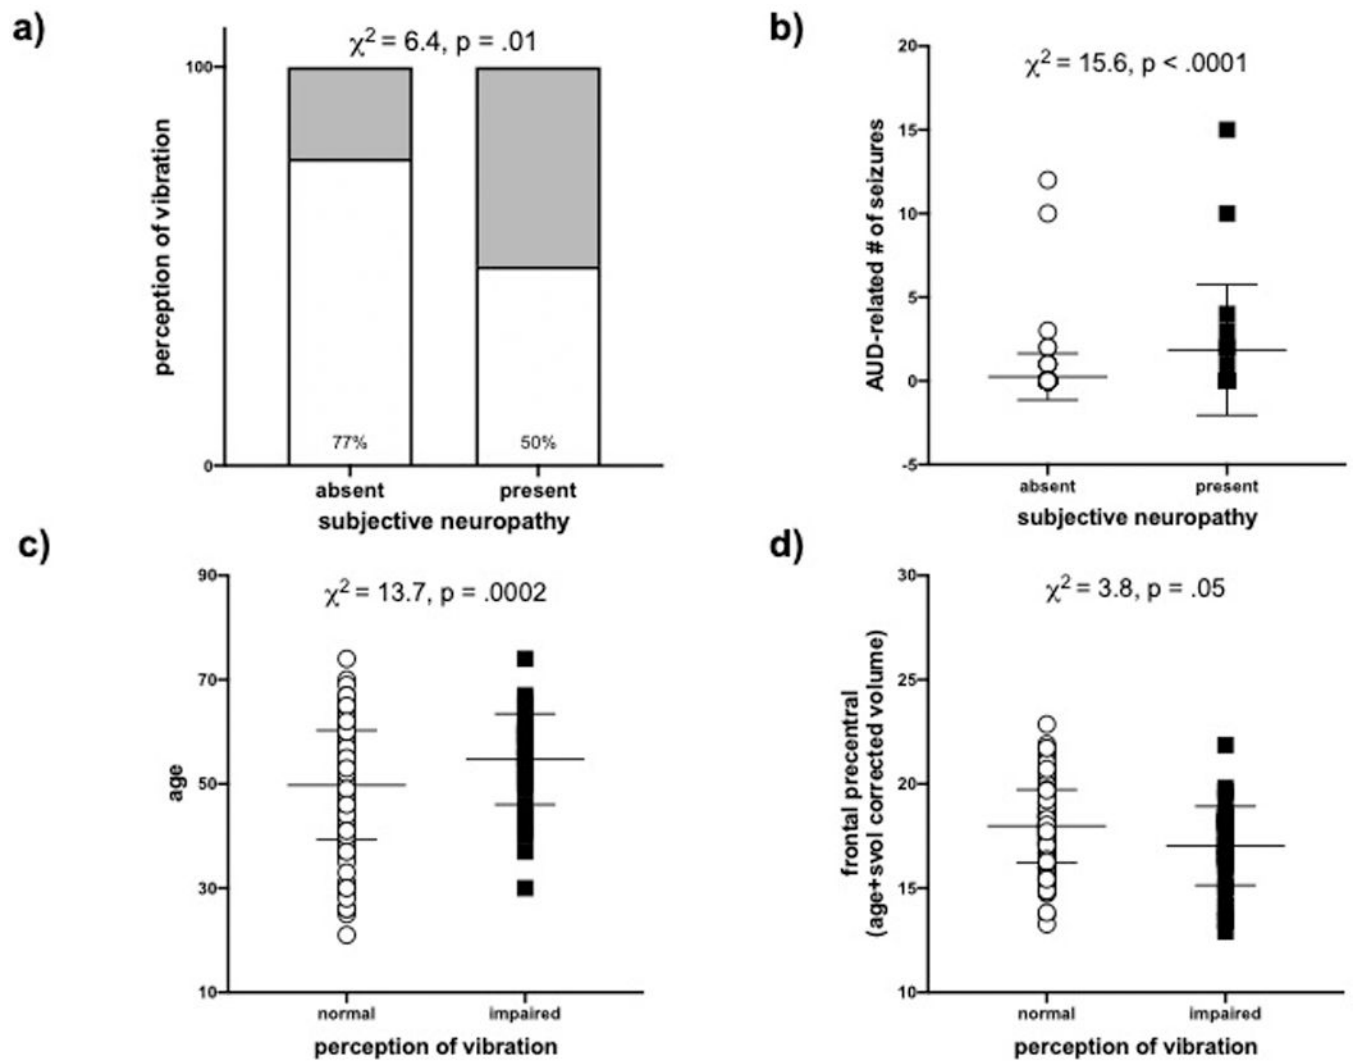 a)
χ² = 6.4, p = .01
100
0
perception of vibration
77%
50%
absent present
subjective neuropathy
b)
χ² = 15.6, p < .0001
20
15
10
5
0
-5
AUD-related # of seizures
absent present
subjective neuropathy
c)
χ² = 13.7, p = .0002
90
70
50
30
10
age
normal impaired
perception of vibration
d)
χ² = 3.8, p = .05
30
25
20
15
10
frontal precentral
(age+svol corrected volume)
normal impaired
perception of vibration